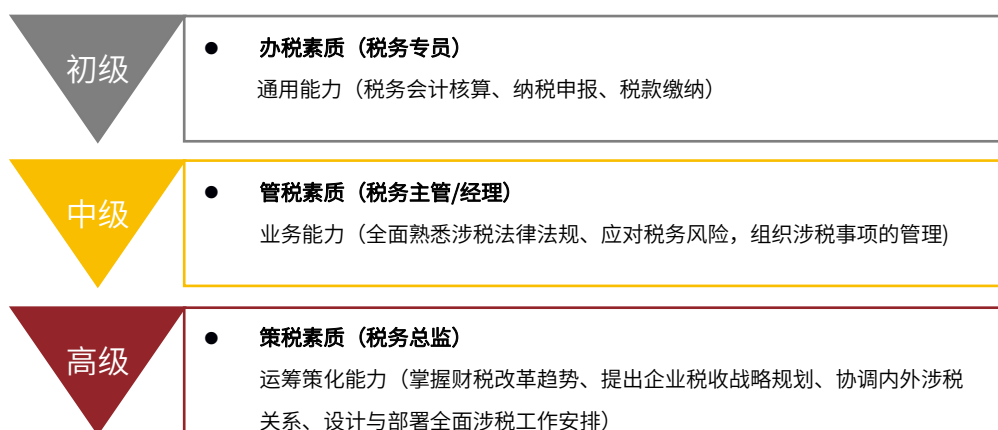 初级
● 办税素质（税务专员）
通用能力（税务会计核算、纳税申报、税款缴纳）
中级
● 管税素质（税务主管/经理）
业务能力（全面熟悉涉税法律法规、应对税务风险，组织涉税事项的管理)
高级
● 策税素质（税务总监）
运筹策化能力（掌握财税改革趋势、提出企业税收战略规划、协调内外涉税
关系、设计与部署全面涉税工作安排）